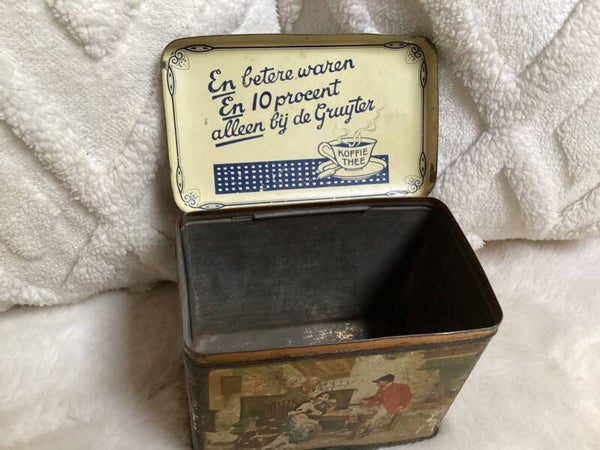 En betere waren
En 10 procent
alleen bij de Gruyter
KOFFIE
THEE